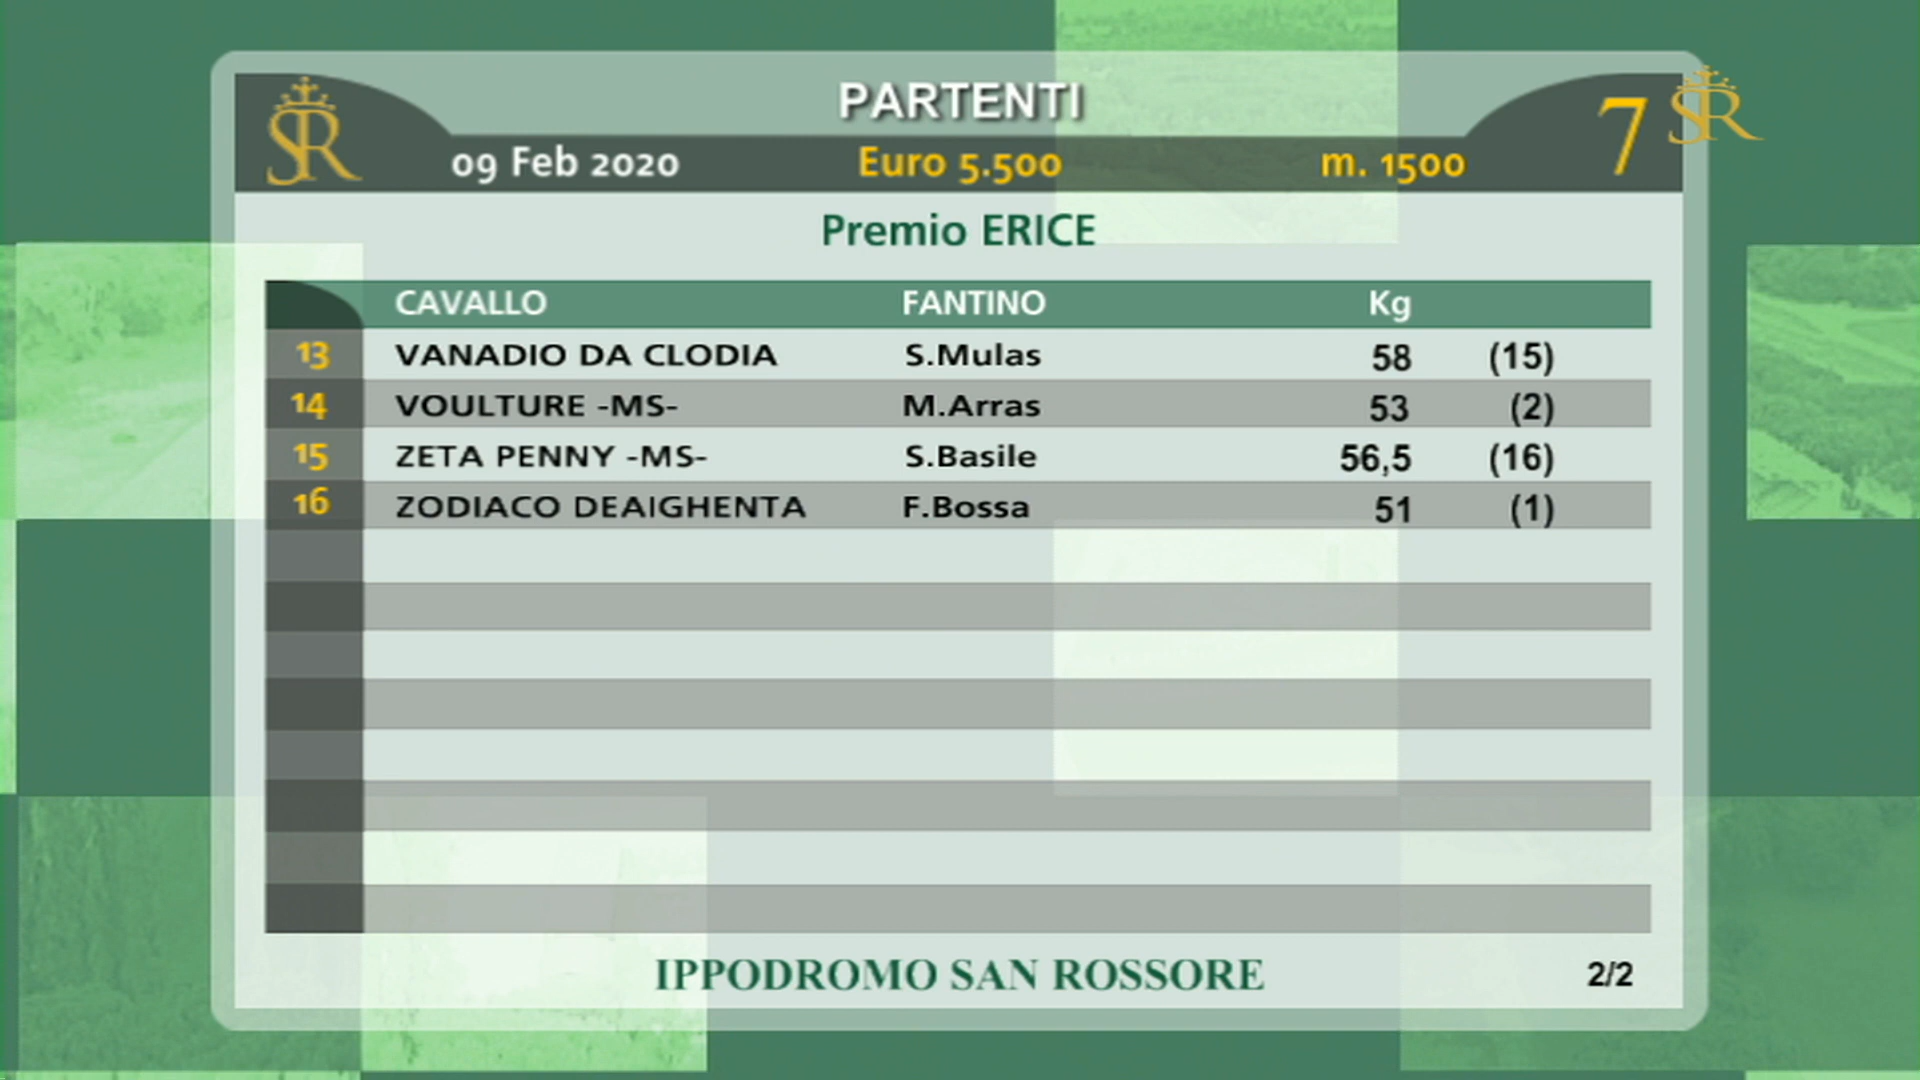 SR
PARTENTI
7 SR
09 Feb 2020 Euro 5.500 m. 1500
Premio ERICE
CAVALLO FANTINO Kg
13 VANADIO DA CLODIA S.Mulas 58 (15)
14 VOULTURE -MS- M.Arras 53 (2)
15 ZETA PENNY -MS- S.Basile 56,5 (16)
16 ZODIACO DEAIGHENTA F.Bossa 51 (1)
IPPODROMO SAN ROSSORE 2/2